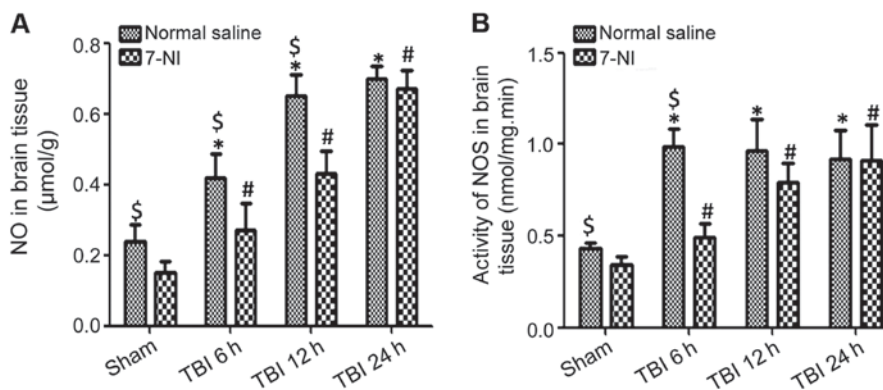 A
Normal saline
7-NI
NO in brain tissue
(μmol/g)
0.8
0.6
0.4
0.2
0.0
$
$
*
#
$
*
#
*
#
Sham
TBI 6 h
TBI 12 h
TBI 24 h
B
Normal saline
7-NI
Activity of NOS in brain
tissue (nmol/mg.min)
1.5
1.0
0.5
0.0
$
$
*
#
*
#
*
#
Sham
TBI 6 h
TBI 12 h
TBI 24 h